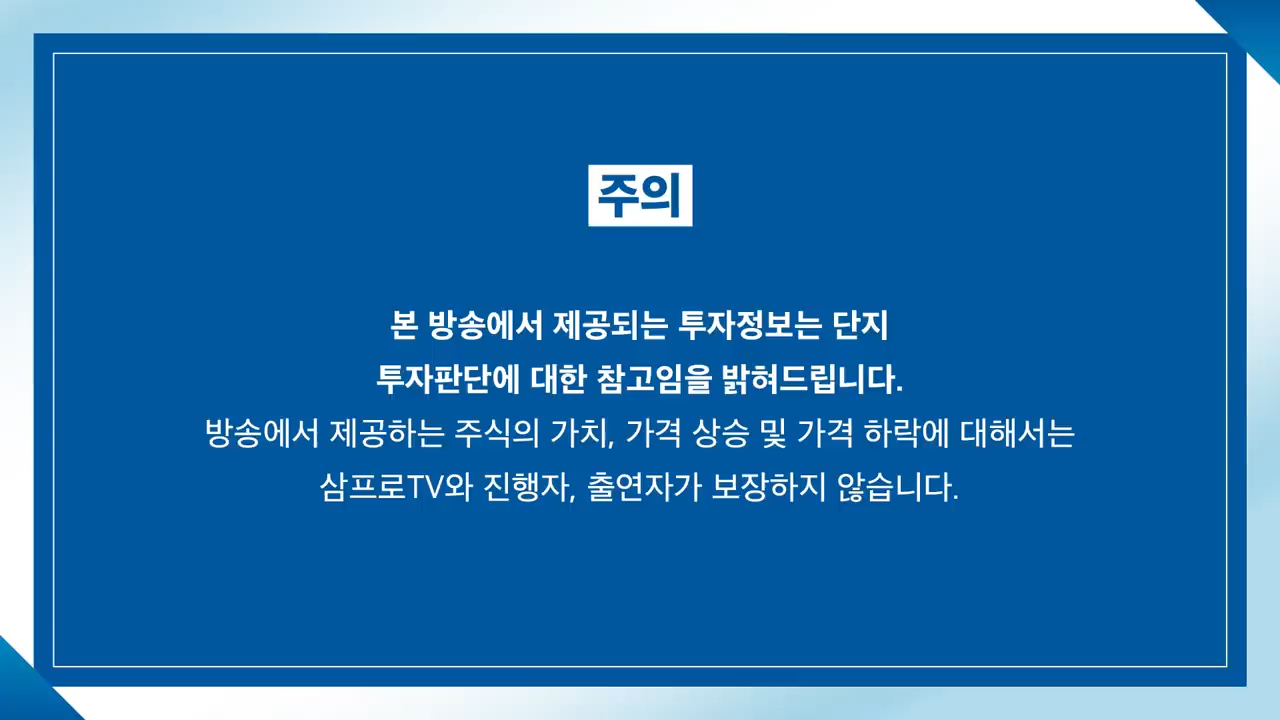 주의
본 방송에서 제공되는 투자정보는 단지
투자판단에 대한 참고임을 밝혀드립니다.
방송에서 제공하는 주식의 가치, 가격 상승 및 가격 하락에 대해서는
삼프로TV와 진행자, 출연자가 보장하지 않습니다.